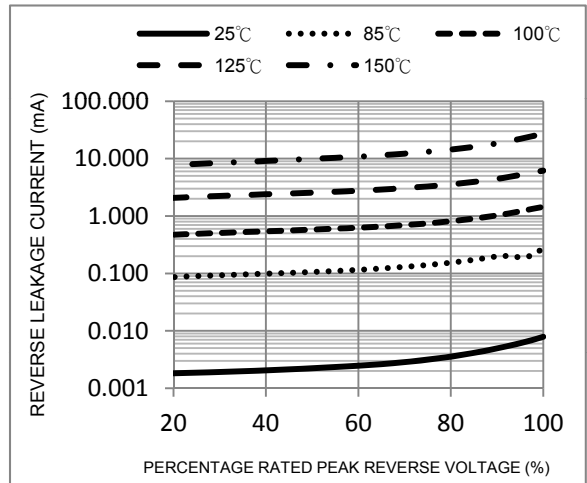 25℃ 85℃ 100℃
125℃ 150℃
REVERSE LEAKAGE CURRENT (mA)
100.000
10.000
1.000
0.100
0.010
0.001
20 40 60 80 100
PERCENTAGE RATED PEAK REVERSE VOLTAGE (%)